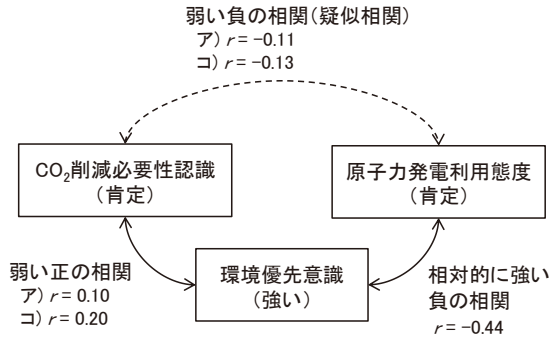 弱い負の相関（疑似相関）
ア） r = −0.11
コ） r = −0.13
CO₂削減必要性認識
（肯定）
原子力発電利用態度
（肯定）
弱い正の相関
ア） r = 0.10
コ） r = 0.20
環境優先意識
（強い）
相対的に強い
負の相関
r = −0.44